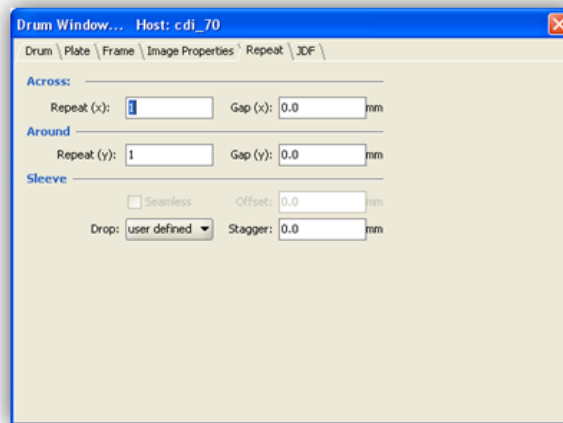 Drum Window... Host: cdi_70
Drum Plate Frame Image Properties Repeat JDF
Across:
Repeat (x): 1 Gap (x): 0.0 mm
Around
Repeat (y): 1 Gap (y): 0.0 mm
Sleeve
Seamless Offset: 0.0 mm
Drop: user defined Stagger: 0.0 mm